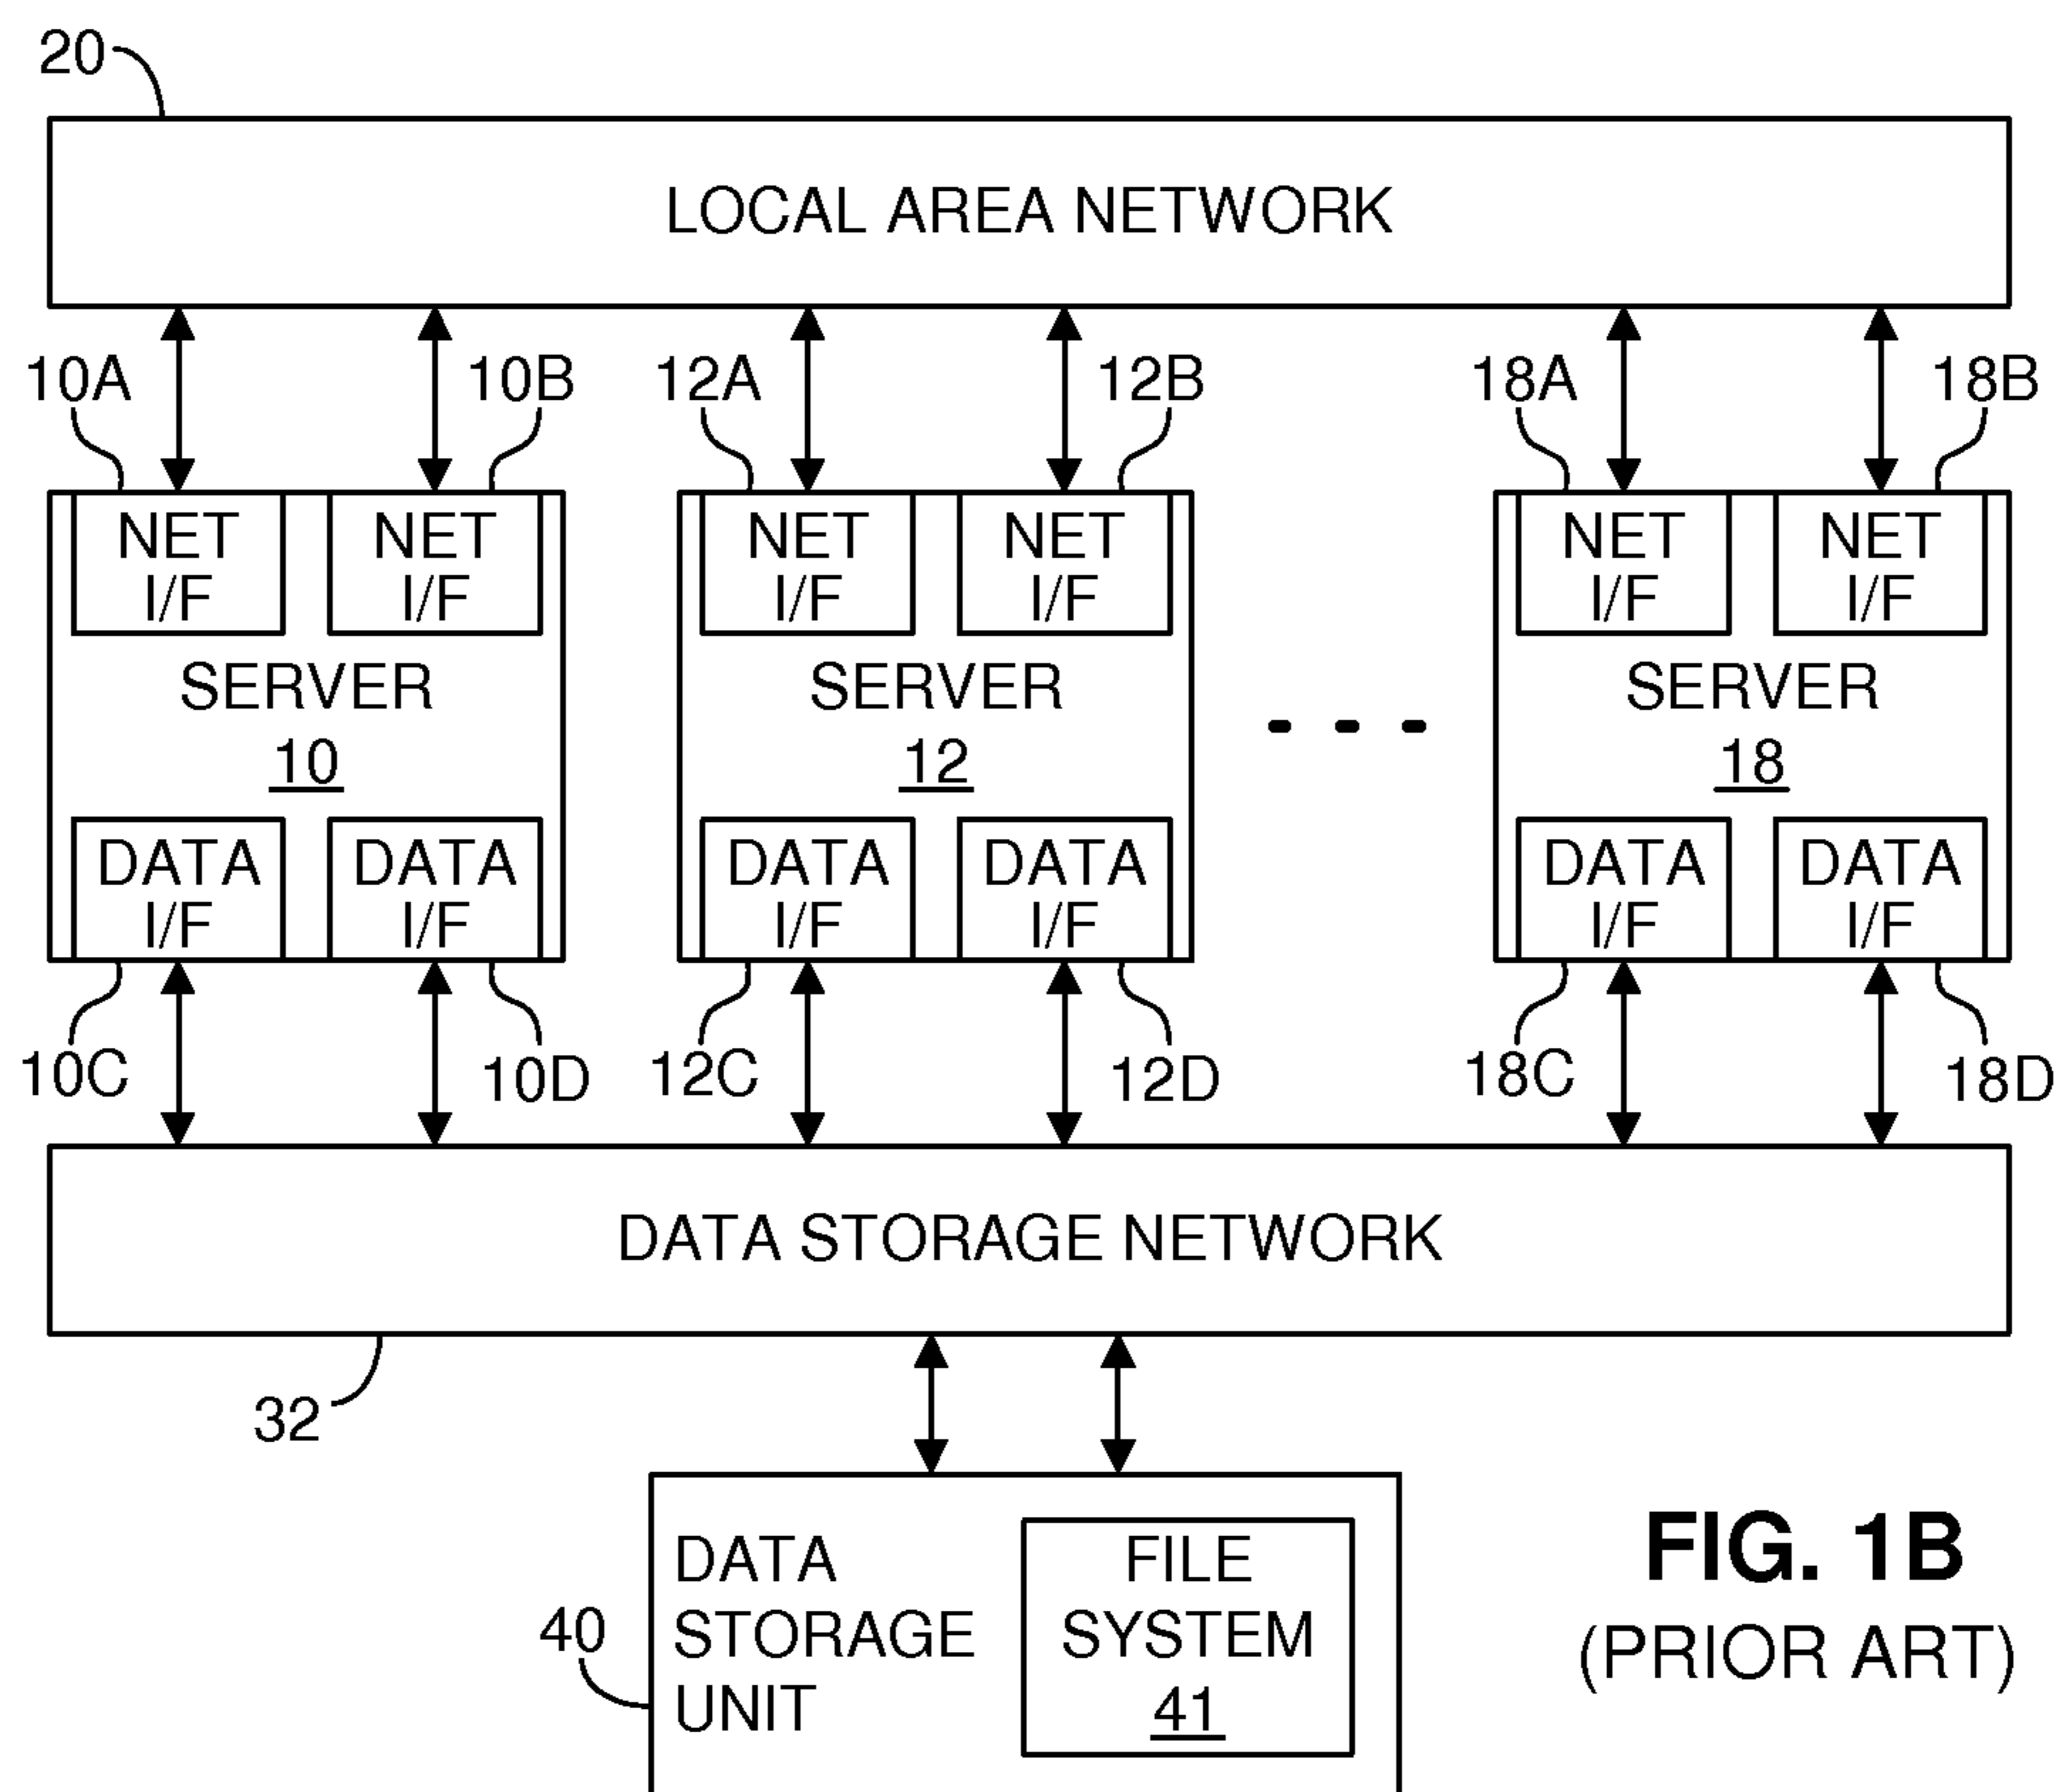 20
LOCAL AREA NETWORK
10A
10B
12A
12B
18A
18B
NET
I/F
NET
I/F
NET
I/F
NET
I/F
NET
I/F
NET
I/F
SERVER
10
SERVER
12
SERVER
18
DATA
I/F
DATA
I/F
DATA
I/F
DATA
I/F
DATA
I/F
DATA
I/F
10C
10D
12C
12D
18C
18D
DATA STORAGE NETWORK
32
40
DATA
STORAGE
UNIT
FILE
SYSTEM
41
FIG. 1B
(PRIOR ART)